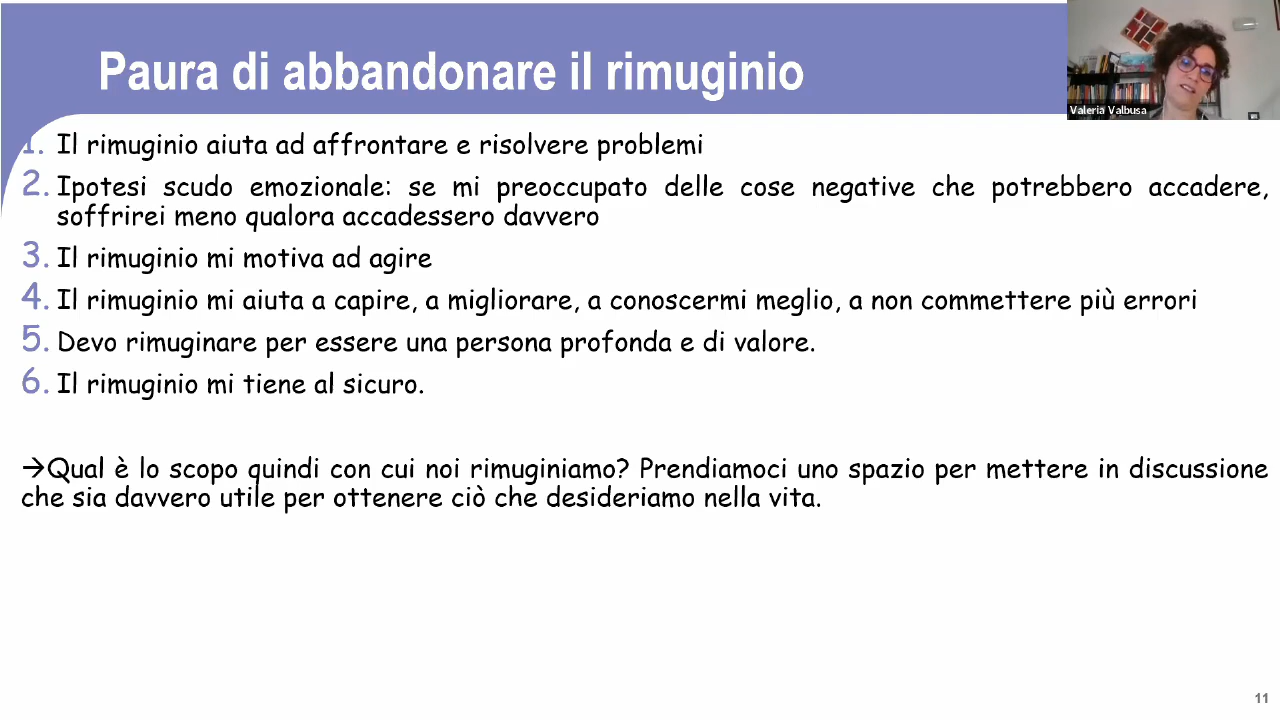 Paura di abbandonare il rimuginio
Valeria Valbusa
1. Il rimuginio aiuta ad affrontare e risolvere problemi
2. Ipotesi scudo emozionale: se mi preoccupato delle cose negative che potrebbero accadere,
soffrirei meno qualora accadessero davvero
3. Il rimuginio mi motiva ad agire
4. Il rimuginio mi aiuta a capire, a migliorare, a conoscermi meglio, a non commettere più errori
5. Devo rimuginare per essere una persona profonda e di valore.
6. Il rimuginio mi tiene al sicuro.
→Qual è lo scopo quindi con cui noi rimuginiamo? Prendiamoci uno spazio per mettere in discussione
che sia davvero utile per ottenere ciò che desideriamo nella vita.
11